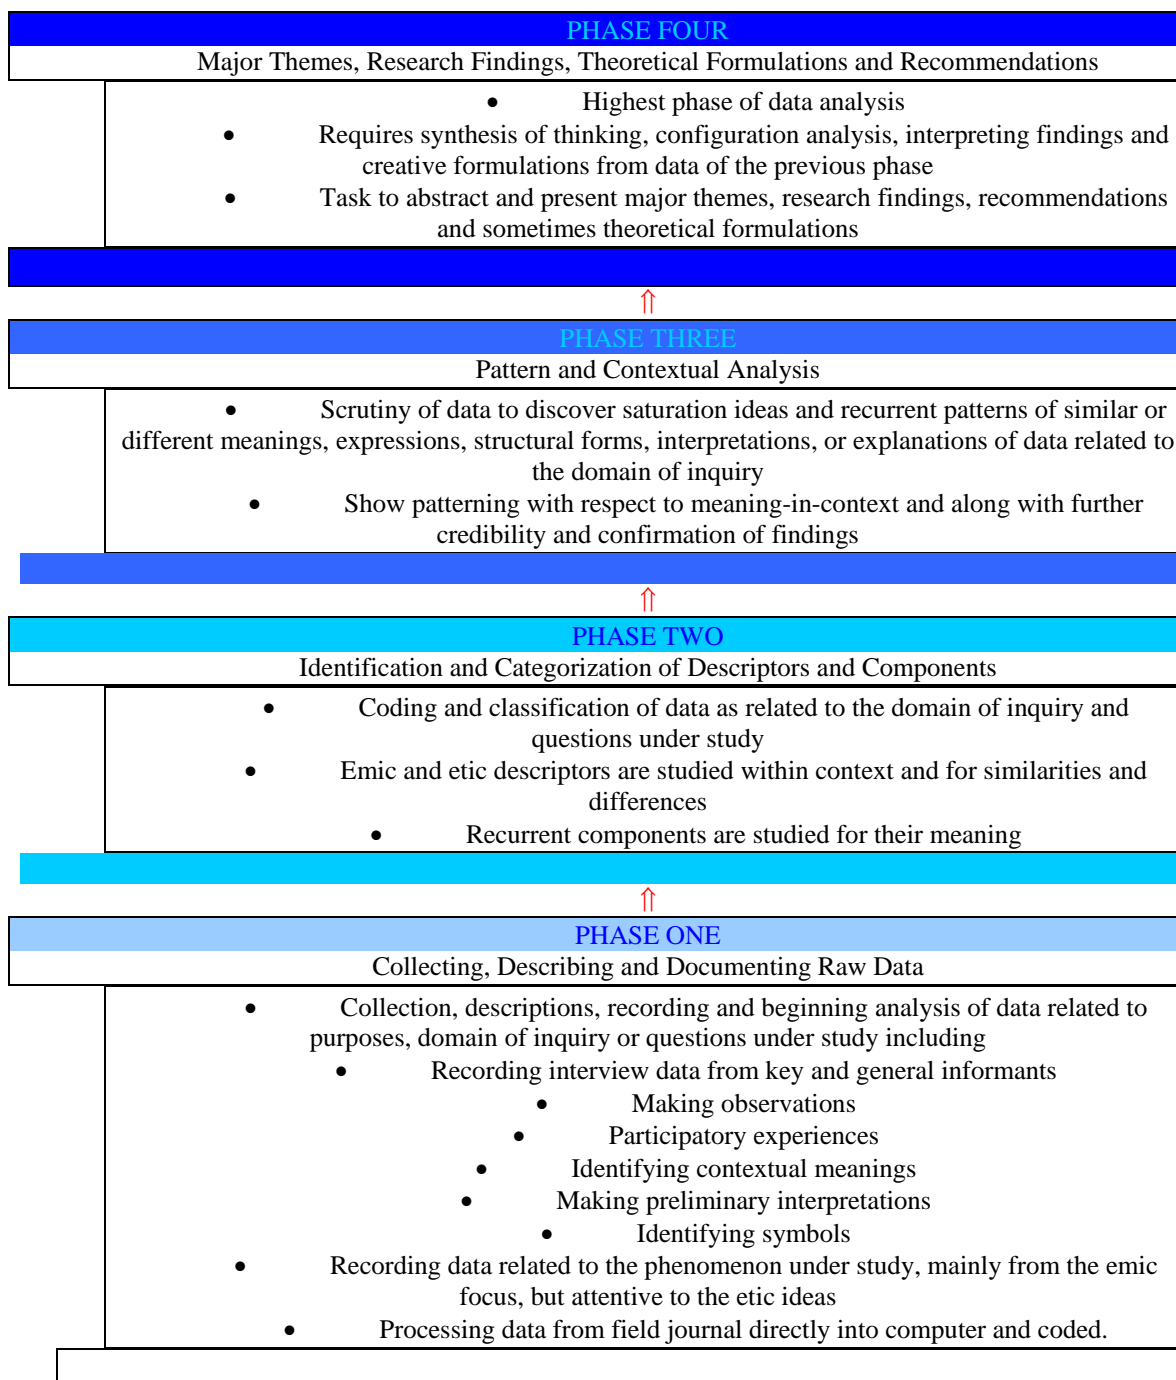 PHASE FOUR
Major Themes, Research Findings, Theoretical Formulations and Recommendations
• Highest phase of data analysis
• Requires synthesis of thinking, configuration analysis, interpreting findings and
creative formulations from data of the previous phase
• Task to abstract and present major themes, research findings, recommendations
and sometimes theoretical formulations
⇑
PHASE THREE
Pattern and Contextual Analysis
• Scrutiny of data to discover saturation ideas and recurrent patterns of similar or
different meanings, expressions, structural forms, interpretations, or explanations of data related to
the domain of inquiry
• Show patterning with respect to meaning-in-context and along with further
credibility and confirmation of findings
⇑
PHASE TWO
Identification and Categorization of Descriptors and Components
• Coding and classification of data as related to the domain of inquiry and
questions under study
• Emic and etic descriptors are studied within context and for similarities and
differences
• Recurrent components are studied for their meaning
⇑
PHASE ONE
Collecting, Describing and Documenting Raw Data
• Collection, descriptions, recording and beginning analysis of data related to
purposes, domain of inquiry or questions under study including
• Recording interview data from key and general informants
• Making observations
• Participatory experiences
• Identifying contextual meanings
• Making preliminary interpretations
• Identifying symbols
• Recording data related to the phenomenon under study, mainly from the emic
focus, but attentive to the etic ideas
• Processing data from field journal directly into computer and coded.